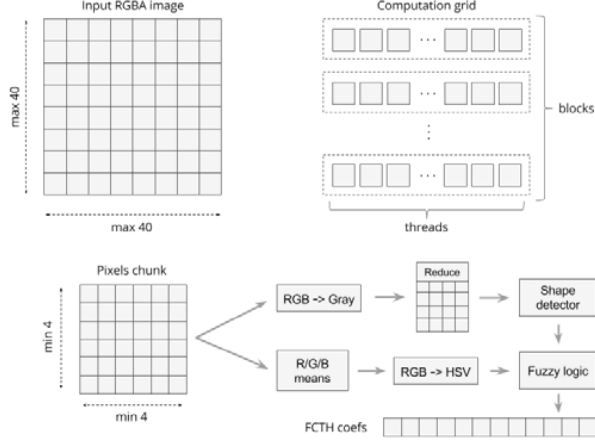 Input RGBA image
Computation grid
max 40
max 40
blocks
threads
Pixels chunk
min 4
min 4
RGB -> Gray
Reduce
Shape
detector
R/G/B
means
RGB -> HSV
Fuzzy logic
FCTH coefs